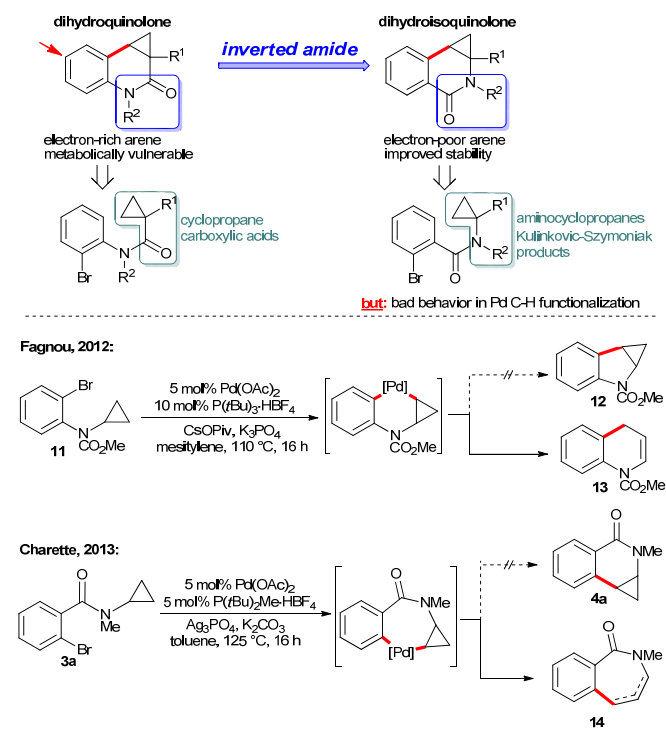 dihydroquinolone
inverted amide
dihydroisoquinolone
R1
O
N
R2
R1
N
R2
O
electron-rich arene
metabolically vulnerable
electron-poor arene
improved stability
R1
N
O
R2
Br
cyclopropane
carboxylic acids
R1
N
R2
O
Br
aminocyclopropanes
Kulinkovic-Szymoniak
products
but: bad behavior in Pd C-H functionalization
Fagnou, 2012:
Br
N
CO2Me
11
5 mol% Pd(OAc)2
10 mol% P(tBu)3·HBF4
CsOPiv, K3PO4
mesitylene, 110 °C, 16 h
[Pd]
N
CO2Me
N
CO2Me
12
N
CO2Me
13
Charette, 2013:
O
N
Me
Br
3a
5 mol% Pd(OAc)2
5 mol% P(tBu)2Me·HBF4
Ag3PO4, K2CO3
toluene, 125 °C, 16 h
O
NMe
[Pd]
O
NMe
4a
O
NMe
14